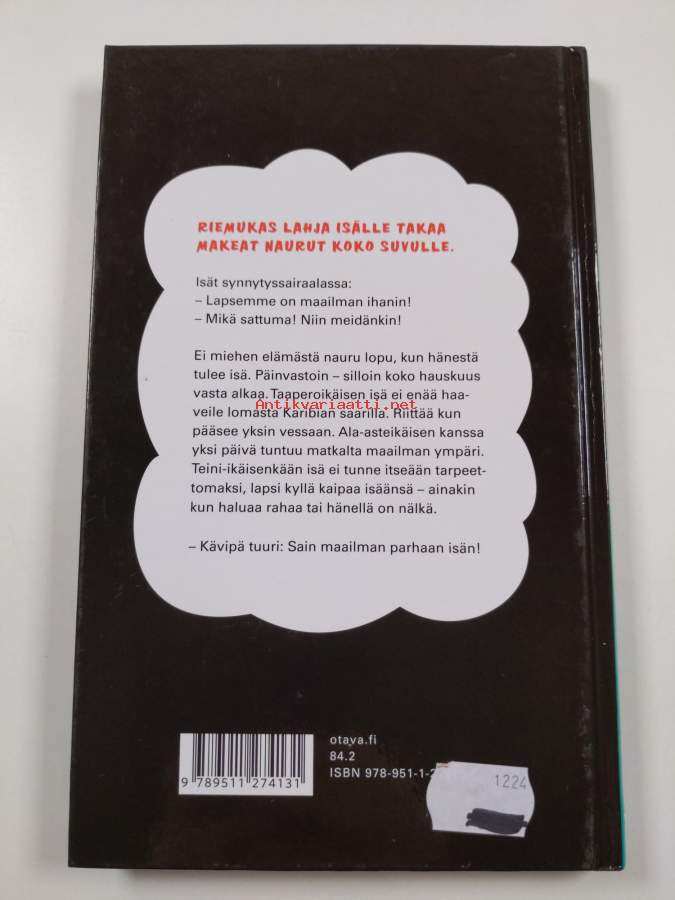 RIEMUKAS LAHJA ISÄLLE TAKAA
MAKEAT NAURUT KOKO SUVULLE.
Isät synnytyssairaalassa:
– Lapsemme on maailman ihanin!
– Mikä sattuma! Niin meidänkin!
Ei miehen elämästä nauru lopu, kun hänestä
tulee isä. Päinvastoin – silloin koko hauskuus
vasta alkaa. Taaperoikäisen isä ei enää haa-
veile lomasta Karibian saarilla. Riittää kun
Antikvariaatti.net
pääsee yksin vessaan. Ala-asteikäisen kanssa
yksi päivä tuntuu matkalta maailman ympäri.
Teini-ikäisenkään isä ei tunne itseään tarpeet-
tomaksi, lapsi kyllä kaipaa isäänsä – ainakin
kun haluaa rahaa tai hänellä on nälkä.
– Kävipä tuuri: Sain maailman parhaan isän!
otava.fi
84.2
ISBN 978-951-1-2
9 789511 274131
1224